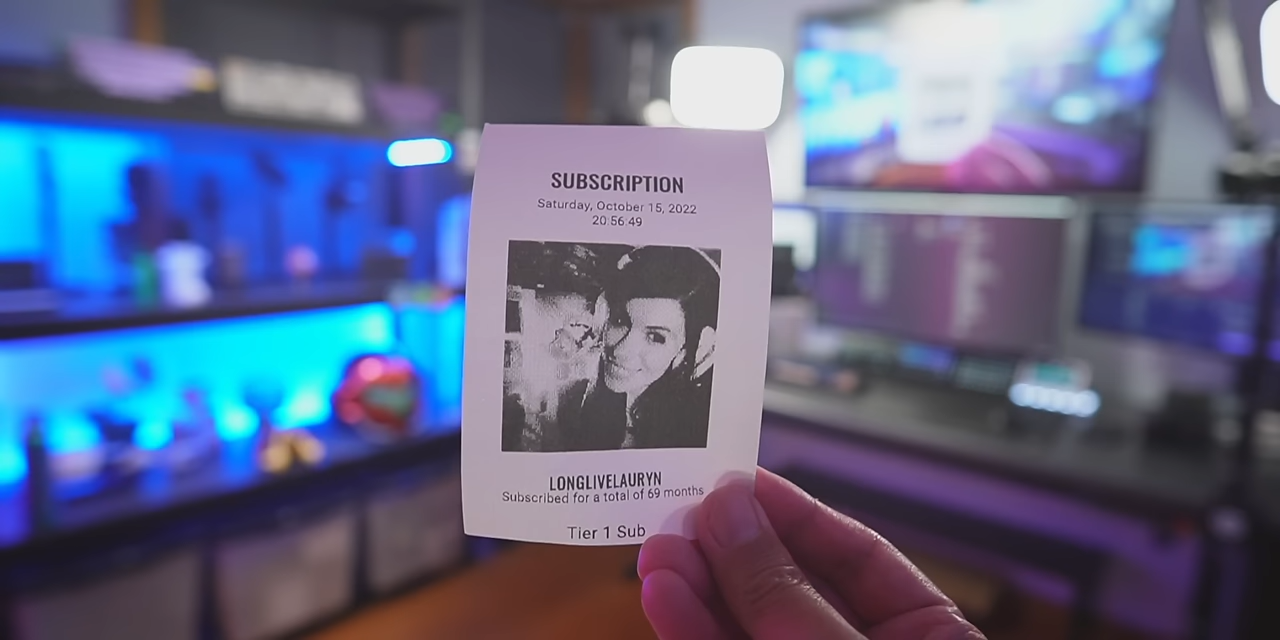 SUBSCRIPTION
Saturday, October 15, 2022
20:56:49
LONGLIVELAURYN
Subscribed for a total of 69 months
Tier 1 Sub